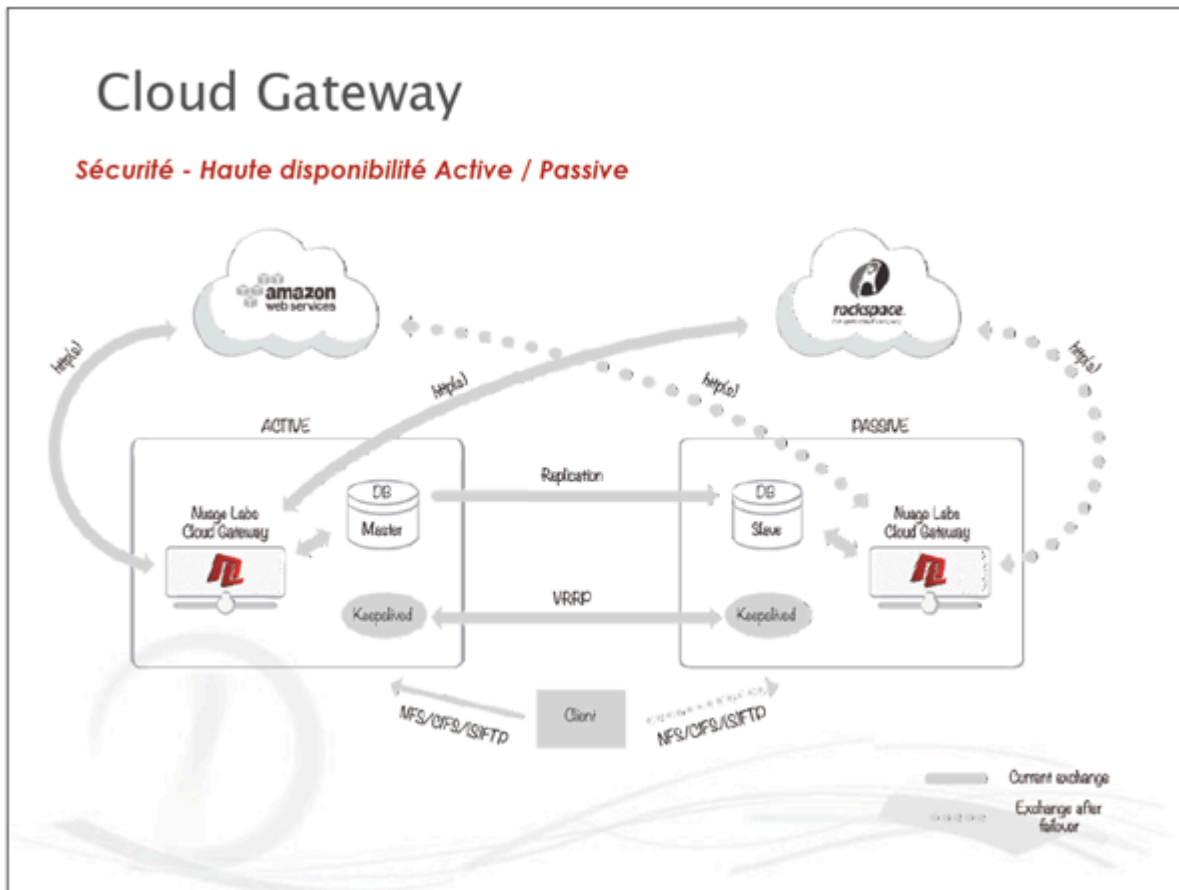 Cloud Gateway
Sécurité - Haute disponibilité Active / Passive
amazon
web services
rackspace.
http(s)
http(s)
http(s)
http(s)
ACTIVE
PASSIVE
Replication
DB
Master
DB
Slave
Nuage Labs
Cloud Gateway
Nuage Labs
Cloud Gateway
VRRP
Keepalived
Keepalived
NFS/CIFS/(S)FTP
Client
NFS/CIFS/(S)FTP
Current exchange
Exchange after
failover